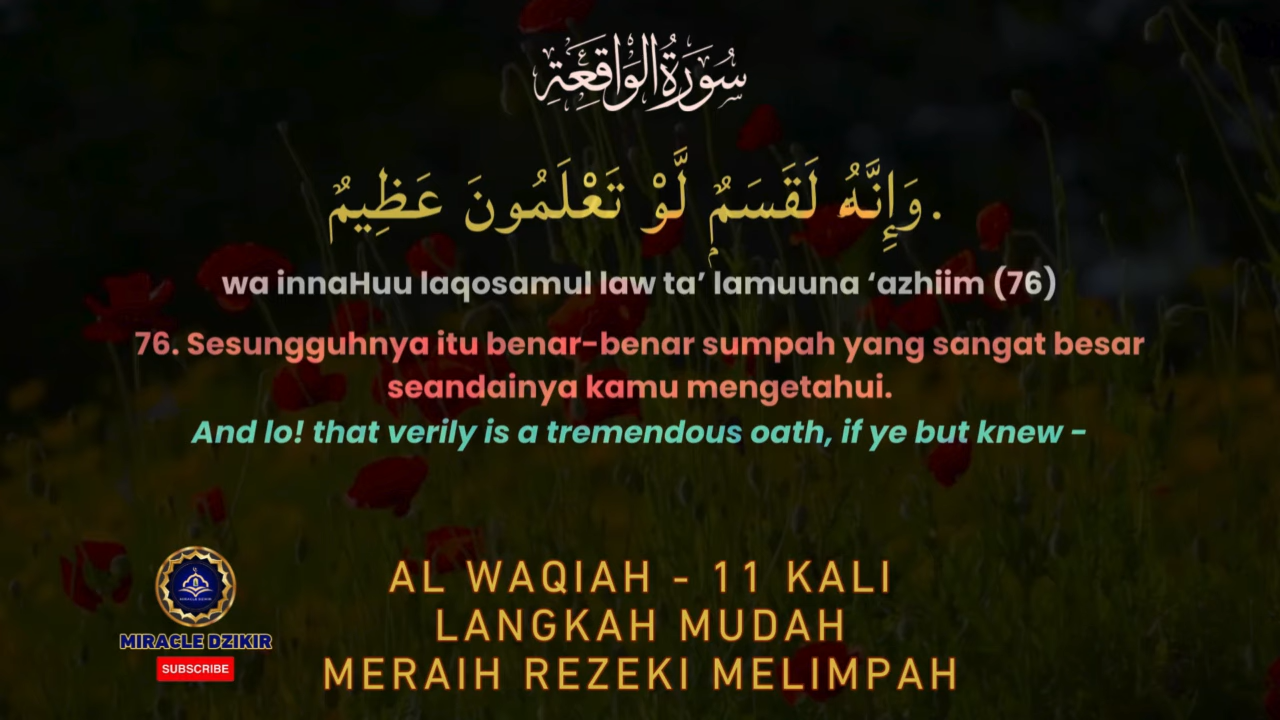 سُورَةُ الوَاقِعَةِ
وَإِنَّهُ لَقَسَمٌ لَّوْ تَعْلَمُونَ عَظِيمٌ.
wa innaHuu laqosamul law ta’ lamuuna ‘azhiim (76)
76. Sesungguhnya itu benar-benar sumpah yang sangat besar
seandainya kamu mengetahui.
And lo! that verily is a tremendous oath, if ye but knew -
AL WAQIAH - 11 KALI
LANGKAH MUDAH
MERAIH REZEKI MELIMPAH
MIRACLE DZIKIR
MIRACLE DZIKIR
SUBSCRIBE